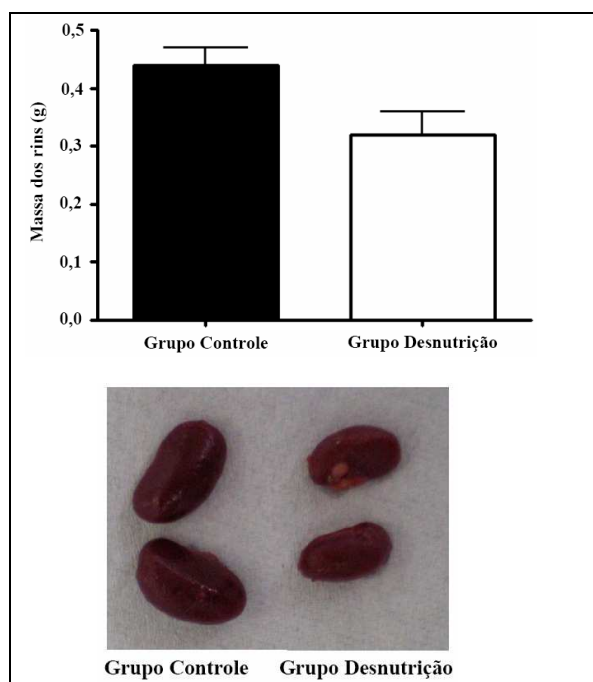 Massa dos rins (g)
0,5
0,4
0,3
0,2
0,1
0,0
Grupo Controle Grupo Desnutrição
Grupo Controle Grupo Desnutrição